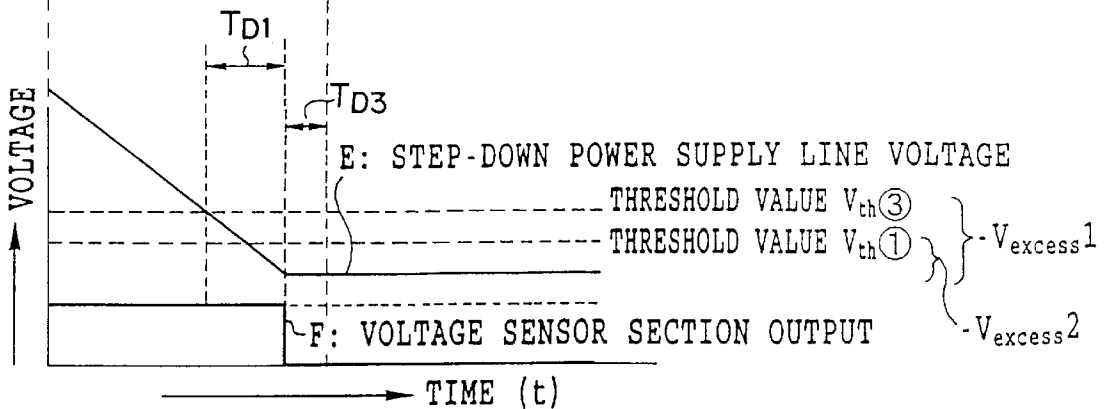 TD1
TD3
E: STEP-DOWN POWER SUPPLY LINE VOLTAGE
THRESHOLD VALUE Vth③
THRESHOLD VALUE Vth①
-Vexcess1
-Vexcess2
F: VOLTAGE SENSOR SECTION OUTPUT
VOLTAGE
TIME (t)